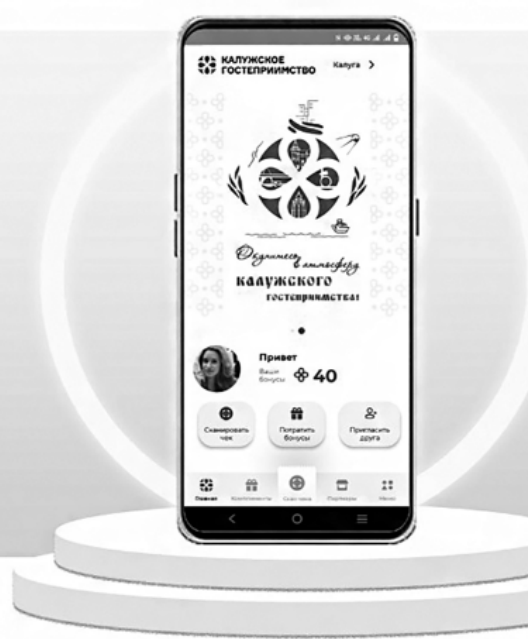 КАЛУЖСКОЕ
ГОСТЕПРИИМСТВО
Калуга >
Окунитесь
в атмосферу
калужского
гостеприимства!
Привет
Ваши
бонусы
40
Сканировать
чек
Потратить
бонусы
Пригласить
друга
Главная
Комплименты
Партнеры
Меню